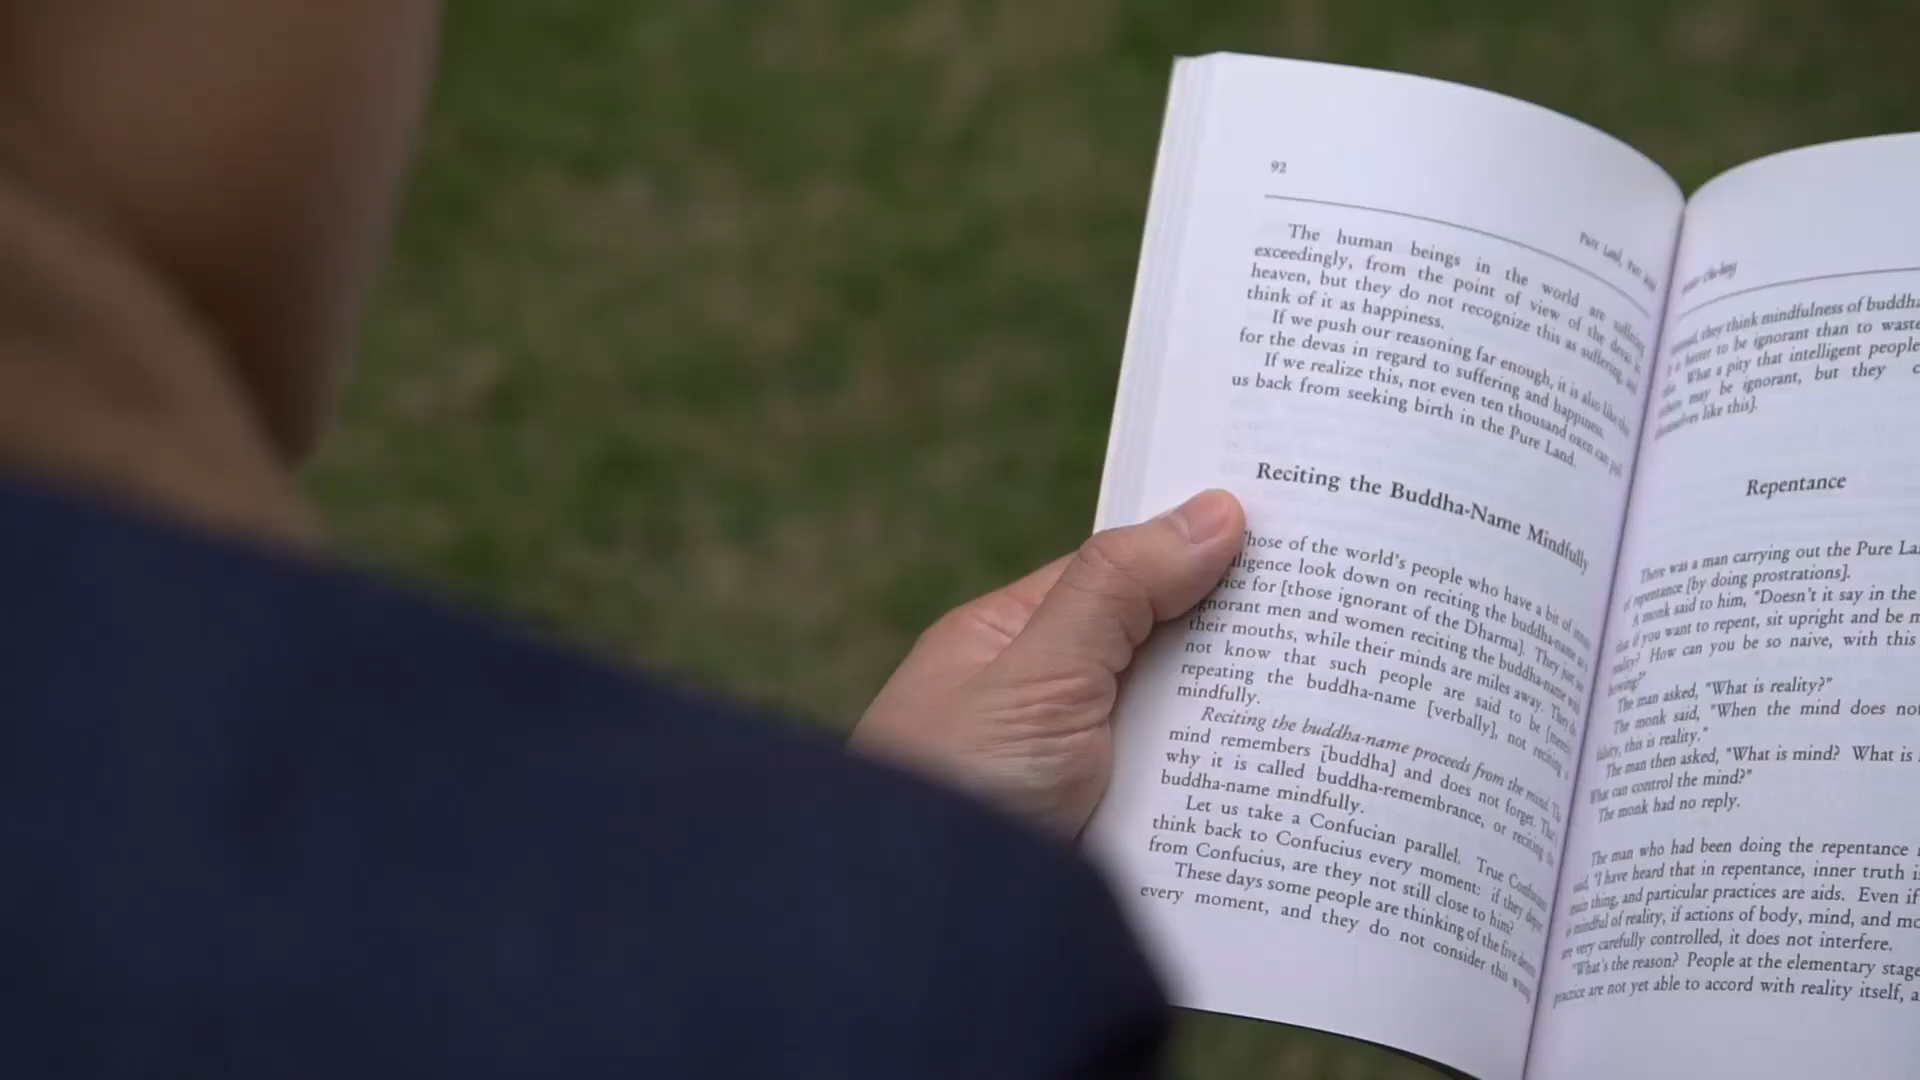 92
Pure Land, Pure Mind
The human beings in the world are suffering
exceedingly, from the point of view of the devas in
heaven, but they do not recognize this as suffering, and
think of it as happiness.
If we push our reasoning far enough, it is also like this
for the devas in regard to suffering and happiness.
If we realize this, not even ten thousand oxen can pull
us back from seeking birth in the Pure Land.
Reciting the Buddha-Name Mindfully
hose of the world's people who have a bit of
lligence look down on reciting the buddha-name as a
ice for [those ignorant of the Dharma]. They just see
gnorant men and women reciting the buddha-name with
their mouths, while their minds are miles away. They do
not know that such people are said to be [merely]
repeating the buddha-name [verbally], not reciting it
mindfully.
Reciting the buddha-name proceeds from the mind. The
mind remembers [buddha] and does not forget. That's
why it is called buddha-remembrance, or reciting the
buddha-name mindfully.
Let us take a Confucian parallel. True Confucians
think back to Confucius every moment: if they depart
from Confucius, are they not still close to him?
These days some people are thinking of the five desires
every moment, and they do not consider this wrong
they think mindfulness of buddha
is better to be ignorant than to waste
What a pity that intelligent people
others may be ignorant, but they
themselves like this].
Repentance
There was a man carrying out the Pure La
of repentance [by doing prostrations].
A monk said to him, "Doesn't it say in the
that if you want to repent, sit upright and be m
reality? How can you be so naive, with this
bowing?"
The man asked, "What is reality?"
The monk said, "When the mind does not
falsity, this is reality."
The man then asked, "What is mind? What is
What can control the mind?"
The monk had no reply.
The man who had been doing the repentance
said, "I have heard that in repentance, inner truth is
main thing, and particular practices are aids. Even if
is mindful of reality, if actions of body, mind, and mo
are very carefully controlled, it does not interfere.
"What's the reason? People at the elementary stage
practice are not yet able to accord with reality itself, a